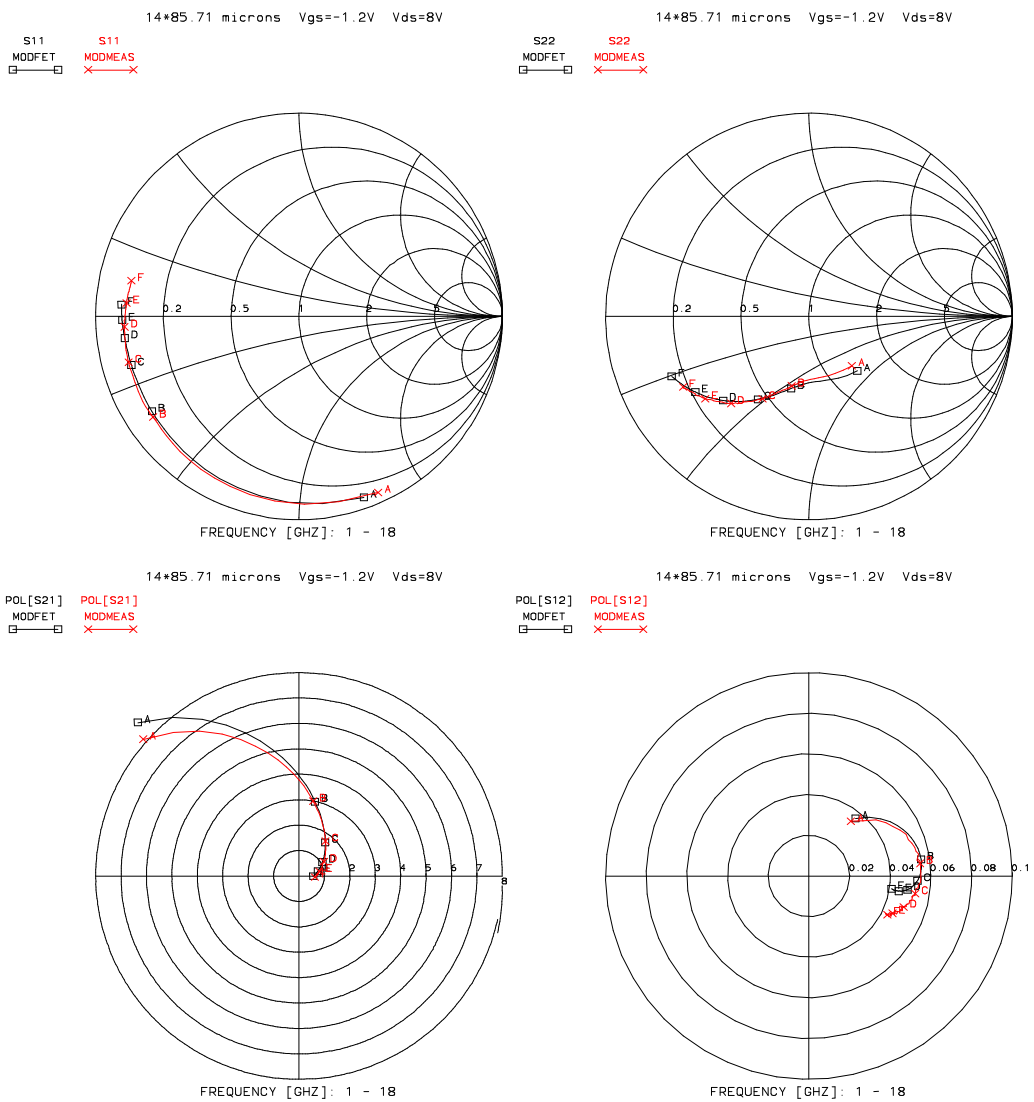 14*85.71 microns  Vgs=-1.2V  Vds=8V
S11 S11
MODFET MODMEAS
0.2 0.5 1 2 5
F
E
F
D
E
D
C
C
B
B
A
A
FREQUENCY [GHZ]: 1 - 18
14*85.71 microns  Vgs=-1.2V  Vds=8V
S22 S22
MODFET MODMEAS
0.2 0.5 1 2 5
A
A
F
F
E
E
D
D
C
C
B
B
FREQUENCY [GHZ]: 1 - 18
14*85.71 microns  Vgs=-1.2V  Vds=8V
POL[S21] POL[S21]
MODFET MODMEAS
A
A
B
B
C
C
D
D
E
2 3 4 5 6 7 8
FREQUENCY [GHZ]: 1 - 18
14*85.71 microns  Vgs=-1.2V  Vds=8V
POL[S12] POL[S12]
MODFET MODMEAS
A
A
B
B
0.02 0.04 0.06 0.08 0.1
C
C
D
D
E
E
F
F
FREQUENCY [GHZ]: 1 - 18